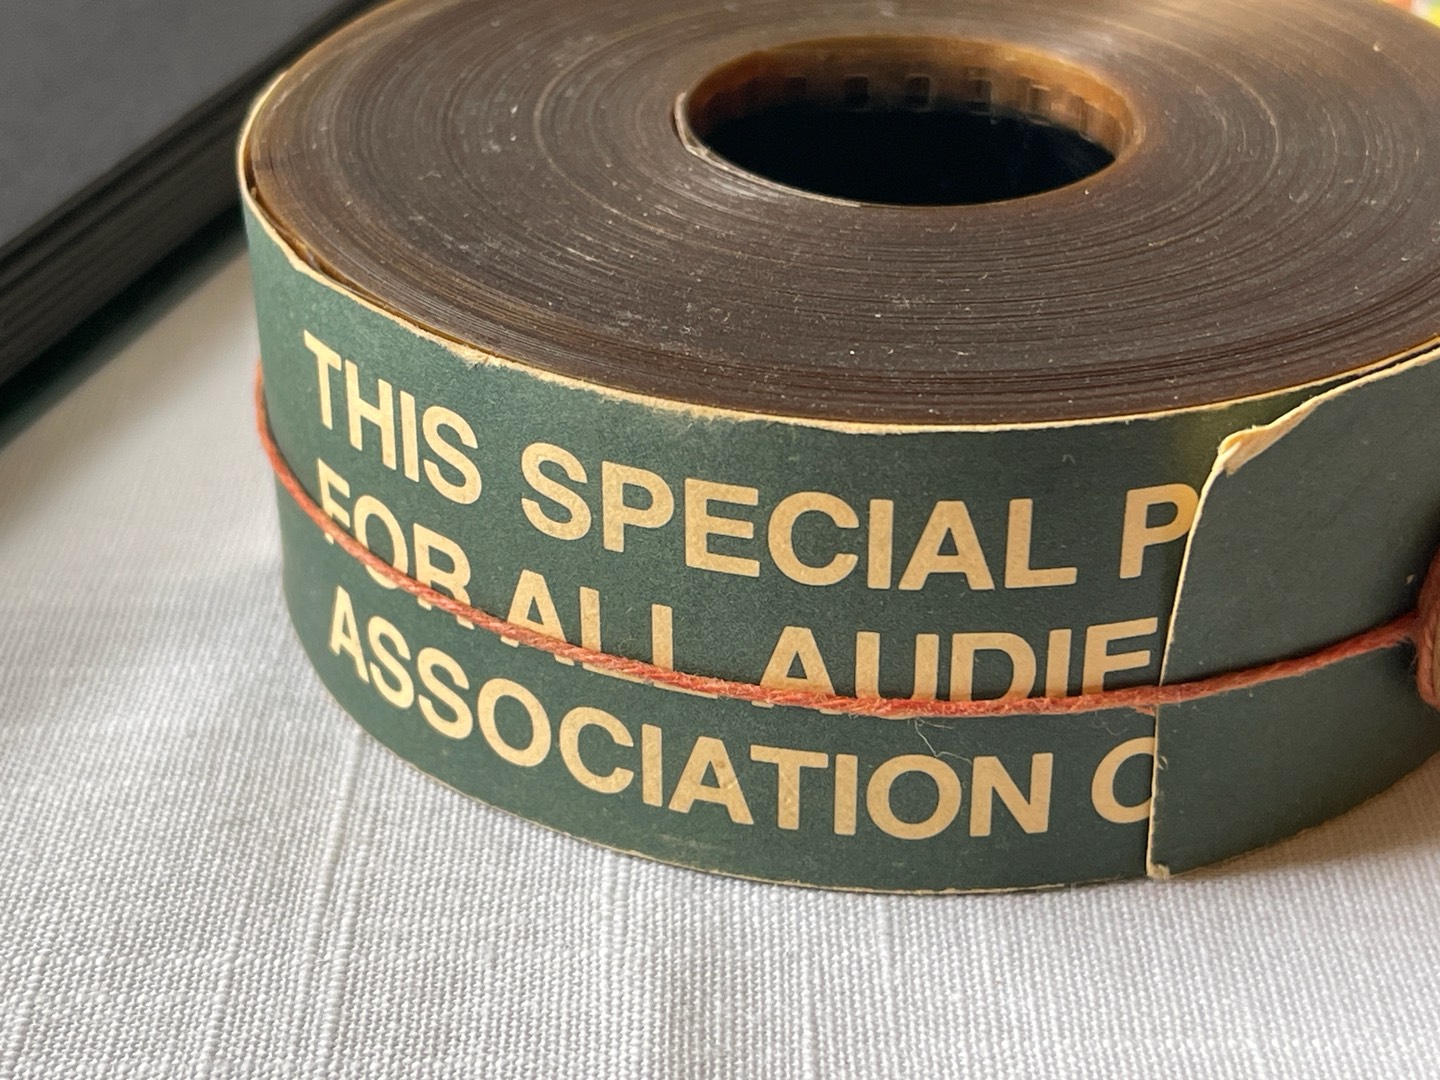 THIS SPECIAL P
FOR ALL AUDIE
ASSOCIATION O